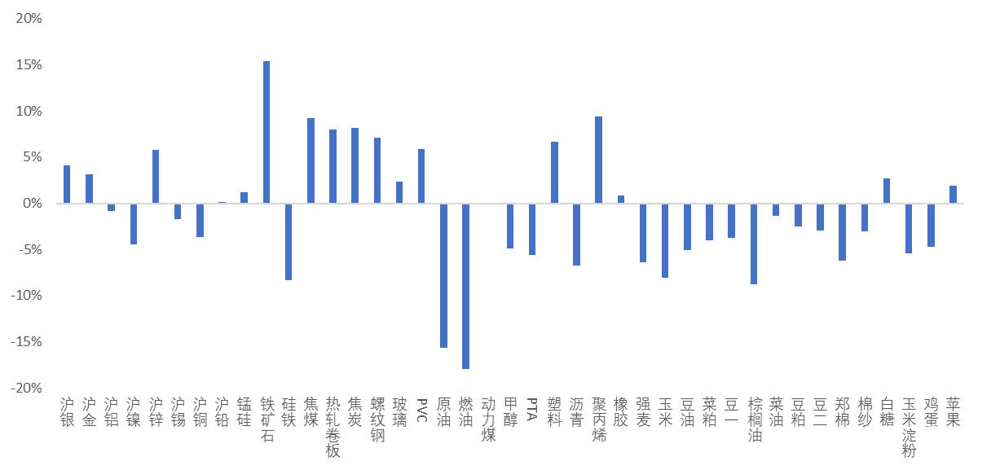 20%
15%
10%
5%
0%
-5%
-10%
-15%
-20%
沪银
沪金
沪铝
沪镍
沪锌
沪锡
沪铜
沪铅
锰硅
铁矿石
硅铁
焦煤
热轧卷板
焦炭
螺纹钢
玻璃
PVC
原油
燃油
动力煤
甲醇
PTA
塑料
沥青
聚丙烯
橡胶
强麦
玉米
豆油
菜粕
豆一
棕榈油
菜油
豆粕
豆二
郑棉
棉纱
白糖
玉米淀粉
鸡蛋
苹果